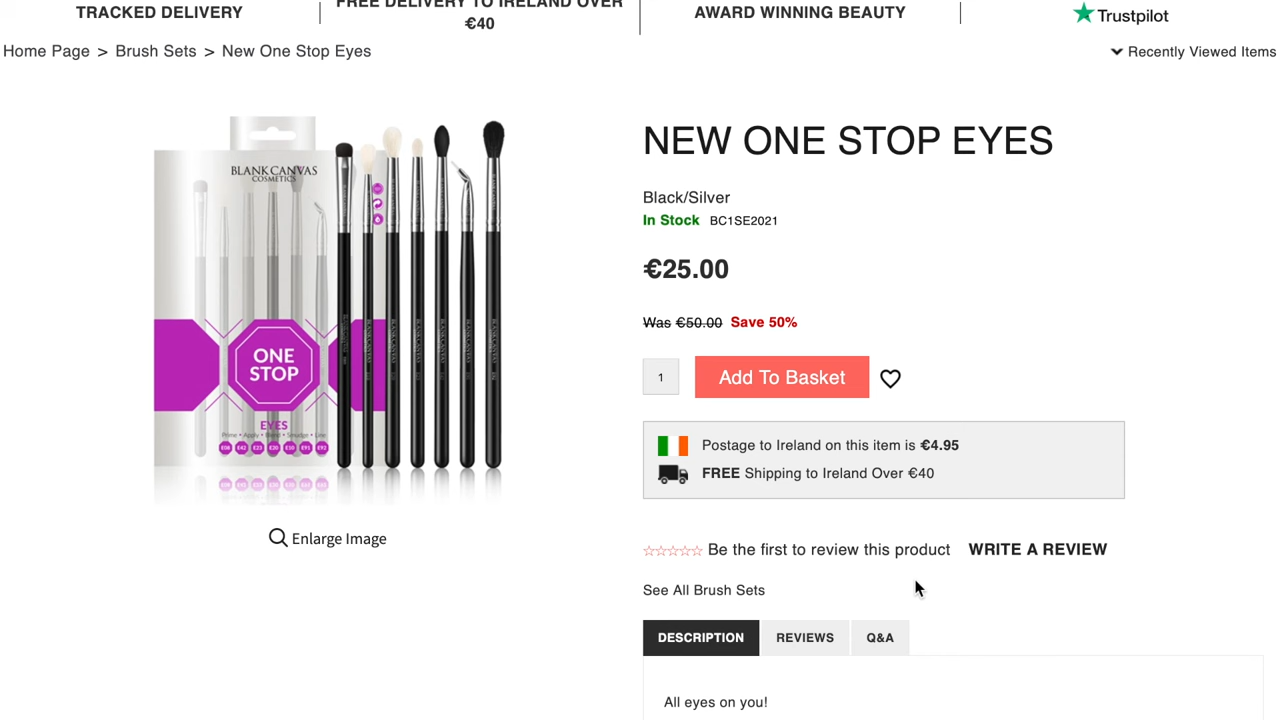 TRACKED DELIVERY
FREE DELIVERY TO IRELAND OVER
€40
AWARD WINNING BEAUTY
Trustpilot
Home Page > Brush Sets > New One Stop Eyes
Recently Viewed Items
BLANK CANVAS
COSMETICS
ONE
STOP
EYES
Enlarge Image
NEW ONE STOP EYES
Black/Silver
In Stock BC1SE2021
€25.00
Was €50.00 Save 50%
1
Add To Basket
Postage to Ireland on this item is €4.95
FREE Shipping to Ireland Over €40
Be the first to review this product WRITE A REVIEW
See All Brush Sets
DESCRIPTION REVIEWS Q&A
All eyes on you!